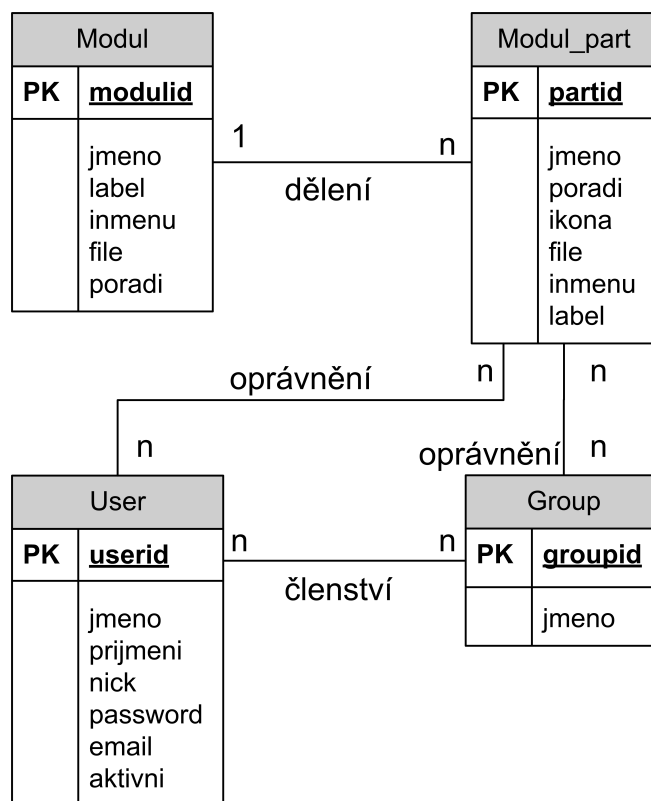 Modul
PK modulid
jmeno
label
inmenu
file
poradi
1 n
dělení
Modul_part
PK partid
jmeno
poradi
ikona
file
inmenu
label
oprávnění
n
n
n
oprávnění
n
User
PK userid
jmeno
prijmeni
nick
password
email
aktivni
n n
členství
Group
PK groupid
jmeno